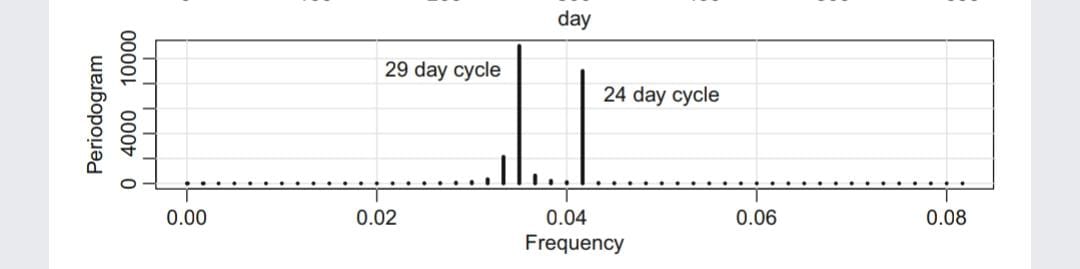 day
Periodogram
0 4000 10000
29 day cycle
24 day cycle
0.00 0.02 0.04 0.06 0.08
Frequency